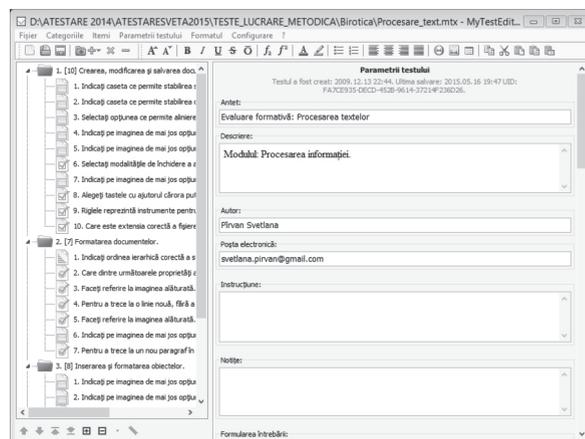 D:\ATESTARE 2014\ATESTARESVETA2015\TESTE_LUCRARE_METODICA\Birotica\Procesare_text.mtx - MyTestEdit...
Fișier Categoriile Itemi Parametrii testului Formatul Configurare ?
1. [10] Crearea, modificarea și salvarea docu
1. Indicați caseta ce permite stabilirea s
2. Indicați caseta ce permite stabilirea
3. Selectați opțiunea ce permite aliniere
4. Indicați pe imaginea de mai jos opțiu
5. Indicați pe imaginea de mai jos opțiu
6. Selectați modalitățile de închidere a a
7. Indicați pe imaginea de mai jos opțiu
8. Alegeți tastele cu ajutorul cărora put
9. Riglele reprezintă instrumente pentru
10. Care este extensia corectă a fișiere
2. [7] Formatarea documentelor.
1. Indicați ordinea ierarhică corectă a s
2. Care dintre următoarele proprietăți a
3. Faceți referire la imaginea alăturată.
4. Pentru a trece la o linie nouă, fără a
5. Faceți referire la imaginea alăturată.
6. Indicați pe imaginea de mai jos opțiu
7. Pentru a trece la un nou paragraf în
3. [8] Inserarea și formatarea obiectelor.
1. Indicați pe imaginea de mai jos opțiu
2. Indicați pe imaginea de mai jos opțiu
Parametrii testului
Testul a fost creat: 2009.12.13 22:44. Ultima salvare: 2015.05.16 19:47 UID:
FA7CE935-DECD-452B-9614-37214F236D26.
Antet:
Evaluare formativă: Procesarea textelor
Descriere:
Modulul: Procesarea informației.
Autor:
Pîrvan Svetlana
Poșta electronică:
svetlana.pirvan@gmail.com
Instrucțiune:
Notițe:
Formularea întrebării: